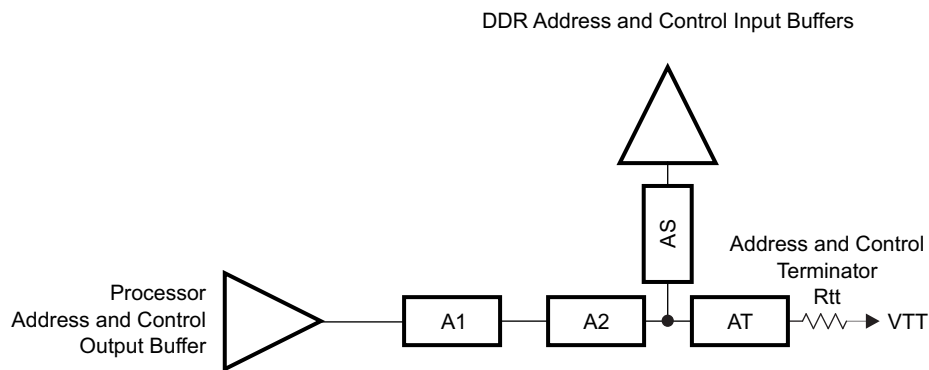 DDR Address and Control Input Buffers
AS
Address and Control
Terminator
Rtt
Processor
Address and Control
Output Buffer
A1
A2
AT
VTT